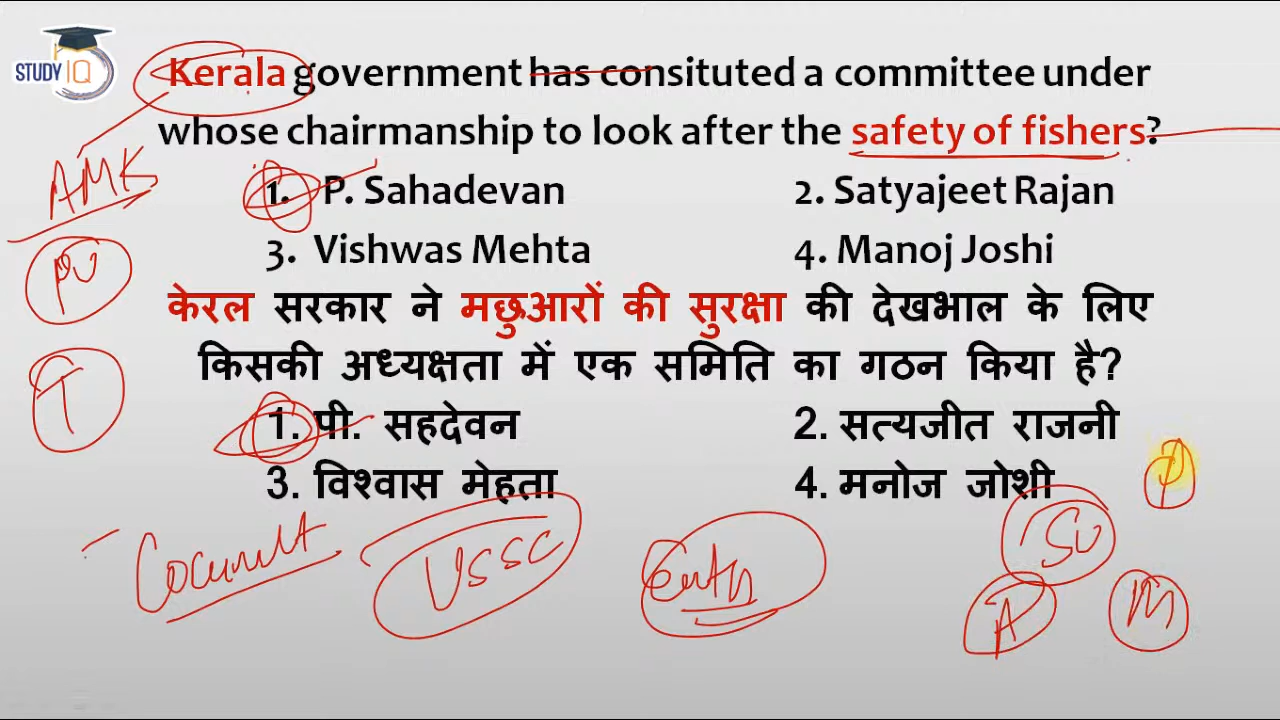 STUDY IQ
Kerala government has consituted a committee under
whose chairmanship to look after the safety of fishers?
1. P. Sahadevan 2. Satyajeet Rajan
3. Vishwas Mehta 4. Manoj Joshi
केरल सरकार ने मछुआरों की सुरक्षा की देखभाल के लिए
किसकी अध्यक्षता में एक समिति का गठन किया है?
1. पी. सहदेवन 2. सत्यजीत राजनी
3. विश्वास मेहता 4. मनोज जोशी
AMK
T
VSSC
SU
P
A
M